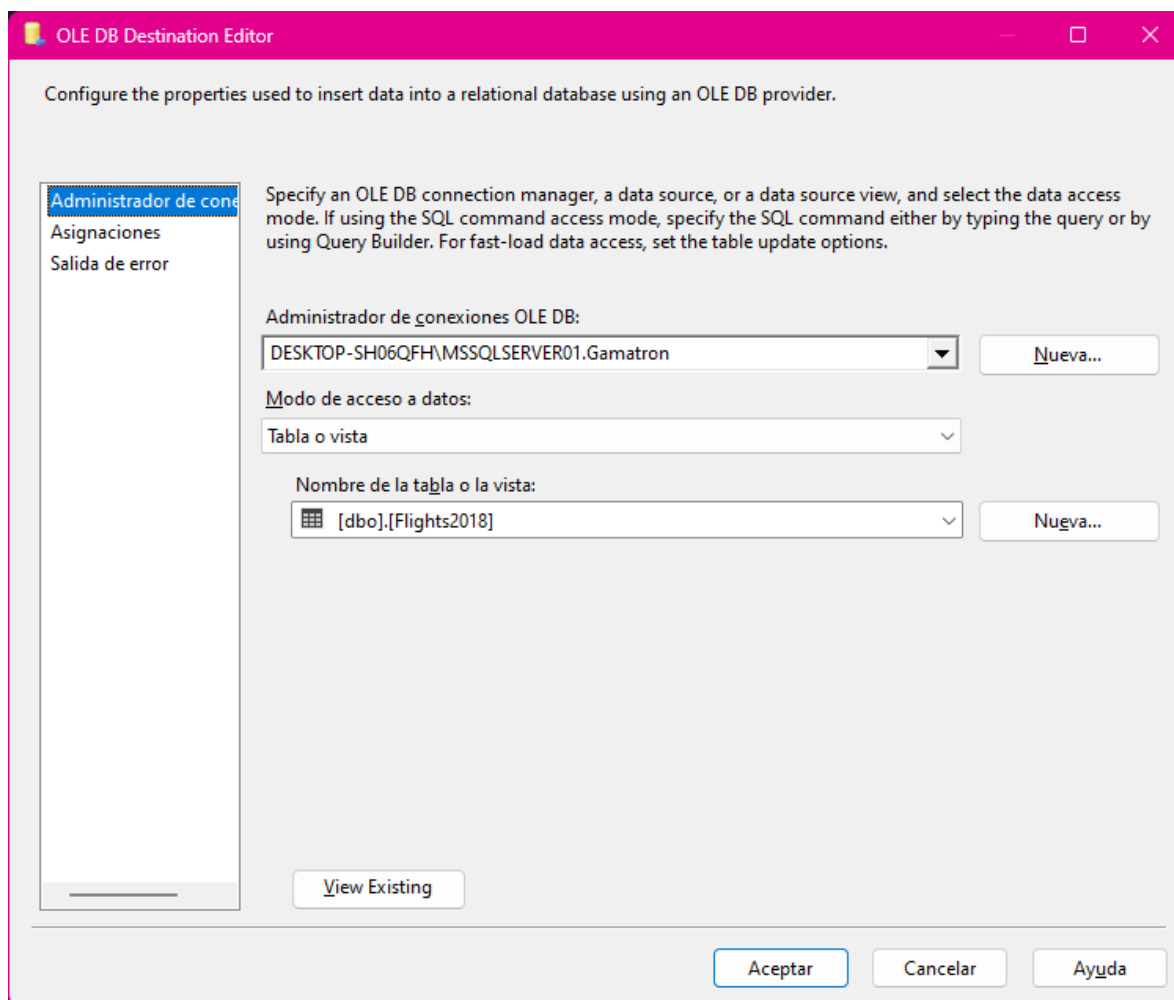 OLE DB Destination Editor
Configure the properties used to insert data into a relational database using an OLE DB provider.
Administrador de cone
Asignaciones
Salida de error
Specify an OLE DB connection manager, a data source, or a data source view, and select the data access
mode. If using the SQL command access mode, specify the SQL command either by typing the query or by
using Query Builder. For fast-load data access, set the table update options.
Administrador de conexiones OLE DB:
DESKTOP-SH06QFH\MSSQLSERVER01.Gamatron
Nueva...
Modo de acceso a datos:
Tabla o vista
Nombre de la tabla o la vista:
[dbo].[Flights2018]
Nueva...
View Existing
Aceptar
Cancelar
Ayuda